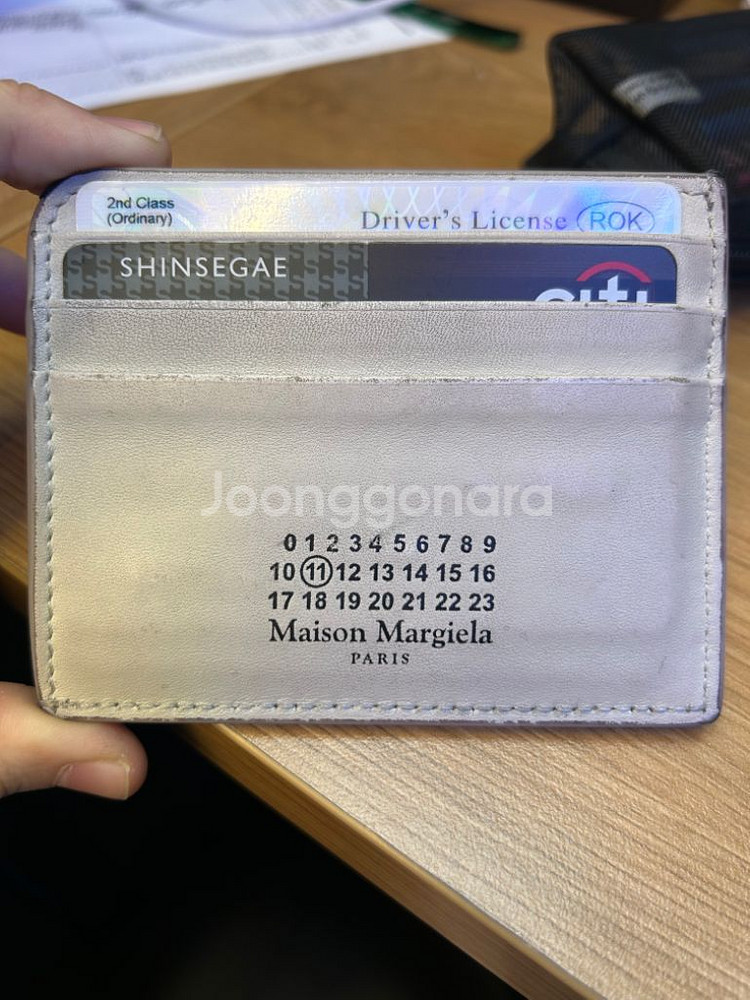 2nd Class
(Ordinary)
Driver's License ROK
SHINSEGAE
citi
Joonggonara
0 1 2 3 4 5 6 7 8 9
10 11 12 13 14 15 16
17 18 19 20 21 22 23
Maison Margiela
PARIS